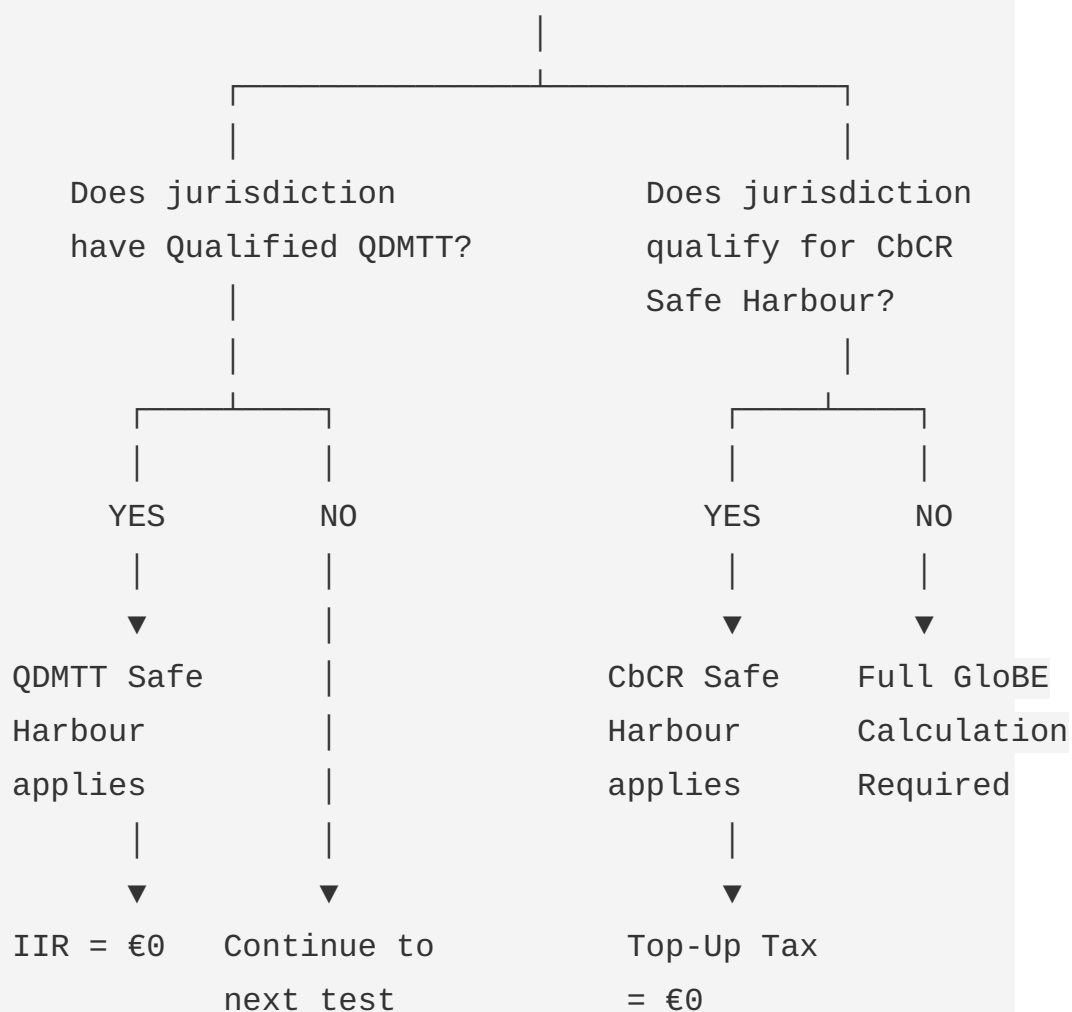 Does jurisdiction Does jurisdiction
have Qualified QDMTT? qualify for CbCR
Safe Harbour?
YES NO YES NO
QDMTT Safe CbCR Safe Full GloBE
Harbour Harbour Calculation
applies applies Required
IIR = €0 Continue to Top-Up Tax
next test = €0